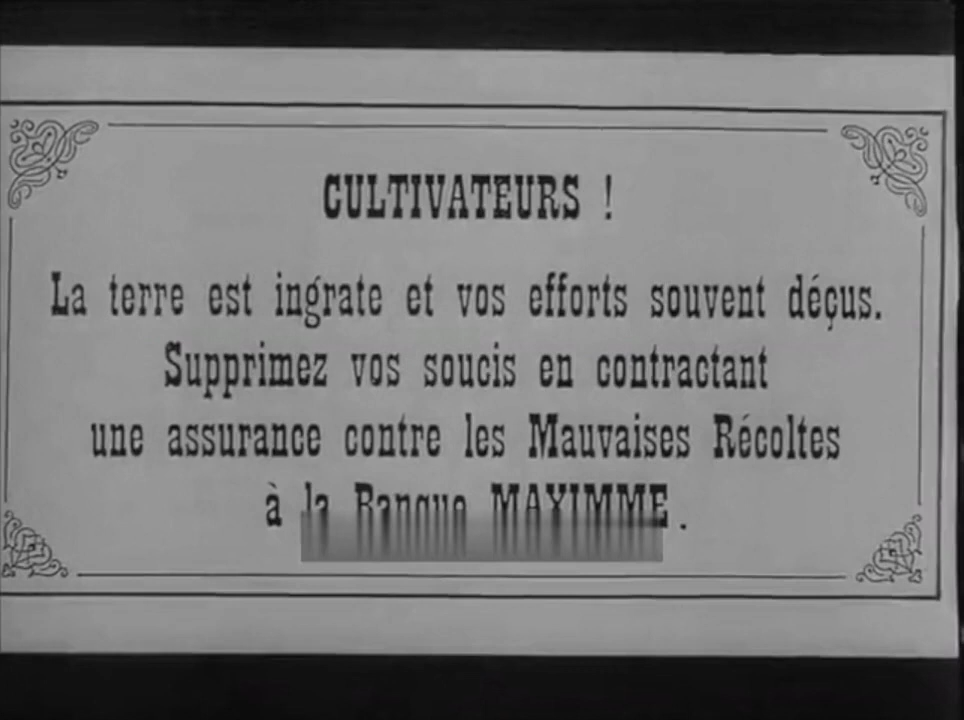 CULTIVATEURS !
La terre est ingrate et vos efforts souvent déçus.
Supprimez vos soucis en contractant
une assurance contre les Mauvaises Récoltes
à la Banque